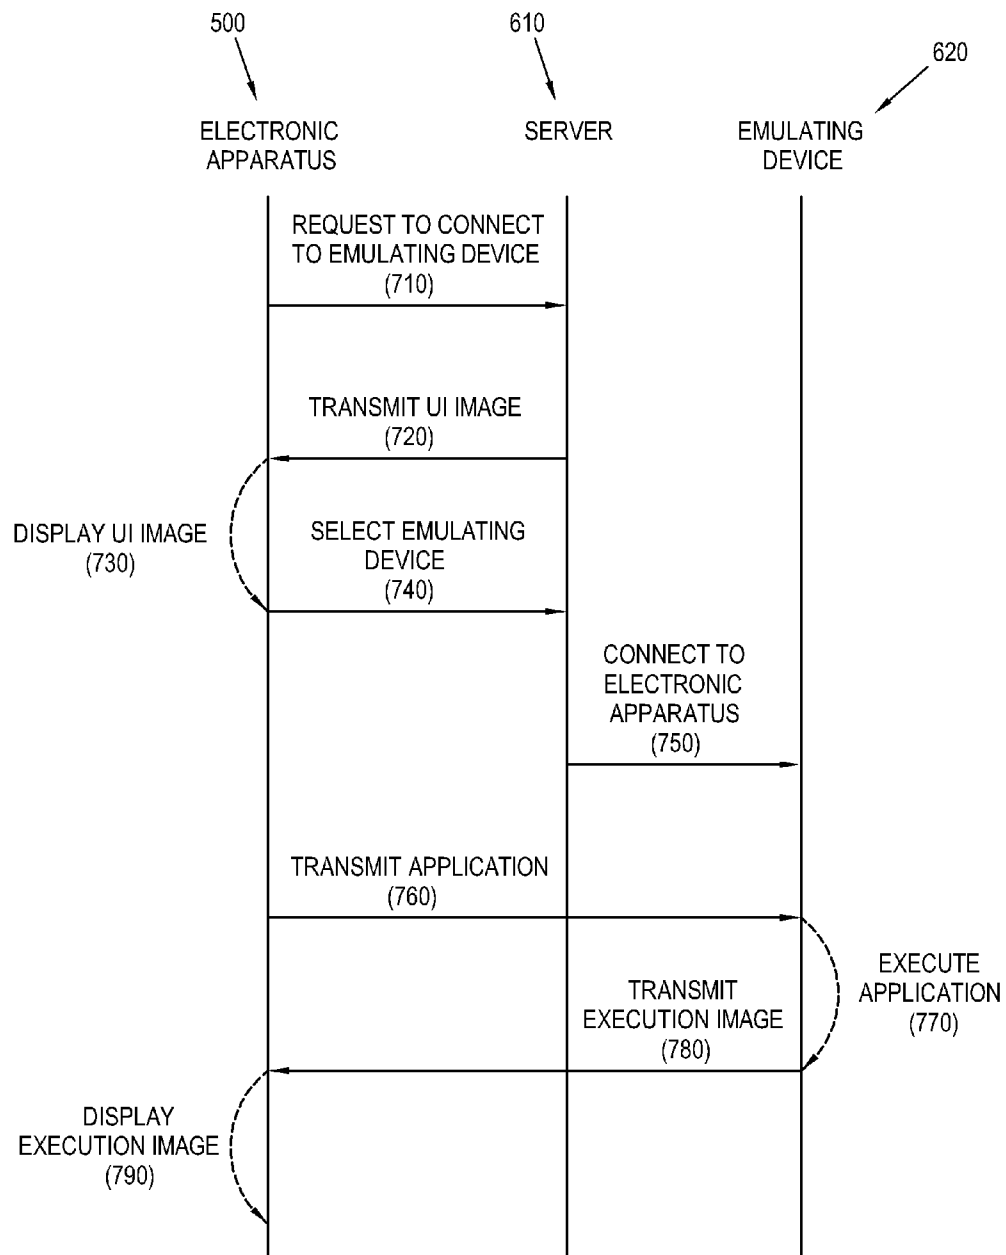 500
610
620
ELECTRONIC
APPARATUS
SERVER
EMULATING
DEVICE
REQUEST TO CONNECT
TO EMULATING DEVICE
(710)
TRANSMIT UI IMAGE
(720)
DISPLAY UI IMAGE
(730)
SELECT EMULATING
DEVICE
(740)
CONNECT TO
ELECTRONIC
APPARATUS
(750)
TRANSMIT APPLICATION
(760)
EXECUTE
APPLICATION
(770)
TRANSMIT
EXECUTION IMAGE
(780)
DISPLAY
EXECUTION IMAGE
(790)